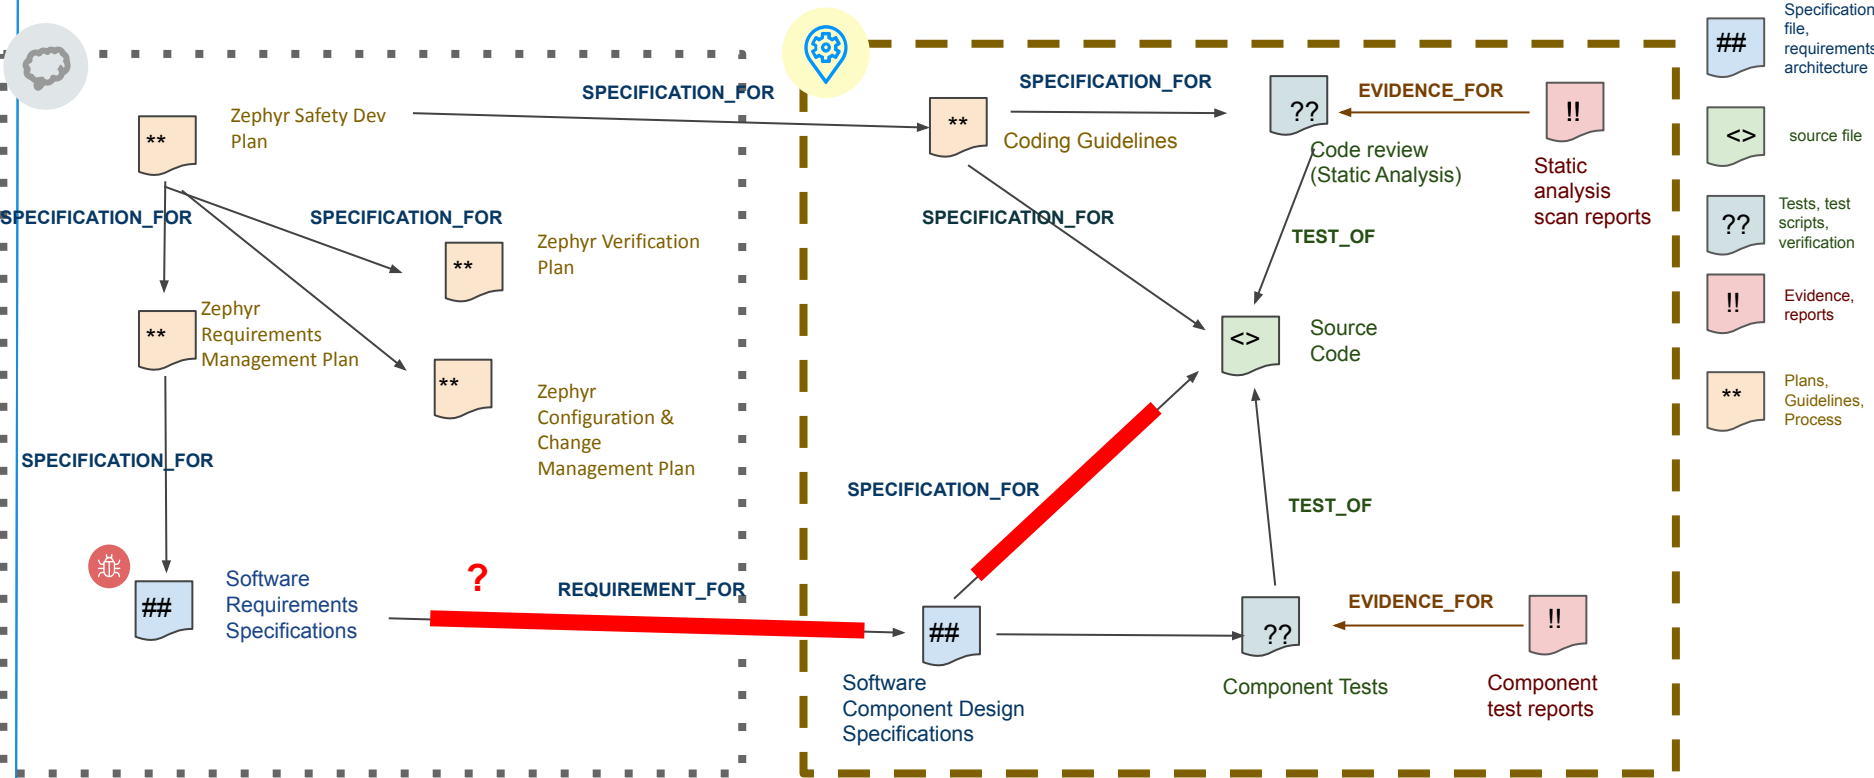 SPECIFICATION_FOR
Zephyr Safety Dev
Plan
**
SPECIFICATION_FOR
SPECIFICATION_FOR
**
Zephyr Verification
Plan
**
Zephyr
Requirements
Management Plan
**
Zephyr
Configuration &
Change
Management Plan
SPECIFICATION_FOR
##
Software
Requirements
Specifications
?
REQUIREMENT_FOR
**
Coding Guidelines
SPECIFICATION_FOR
??
Code review
(Static Analysis)
EVIDENCE_FOR
!!
Static
analysis
scan reports
SPECIFICATION_FOR
TEST_OF
<>
Source
Code
SPECIFICATION_FOR
TEST_OF
##
Software
Component Design
Specifications
??
Component Tests
EVIDENCE_FOR
!!
Component
test reports
##
Specification
file,
requirements
architecture
<>
source file
??
Tests, test
scripts,
verification
!!
Evidence,
reports
**
Plans,
Guidelines,
Process